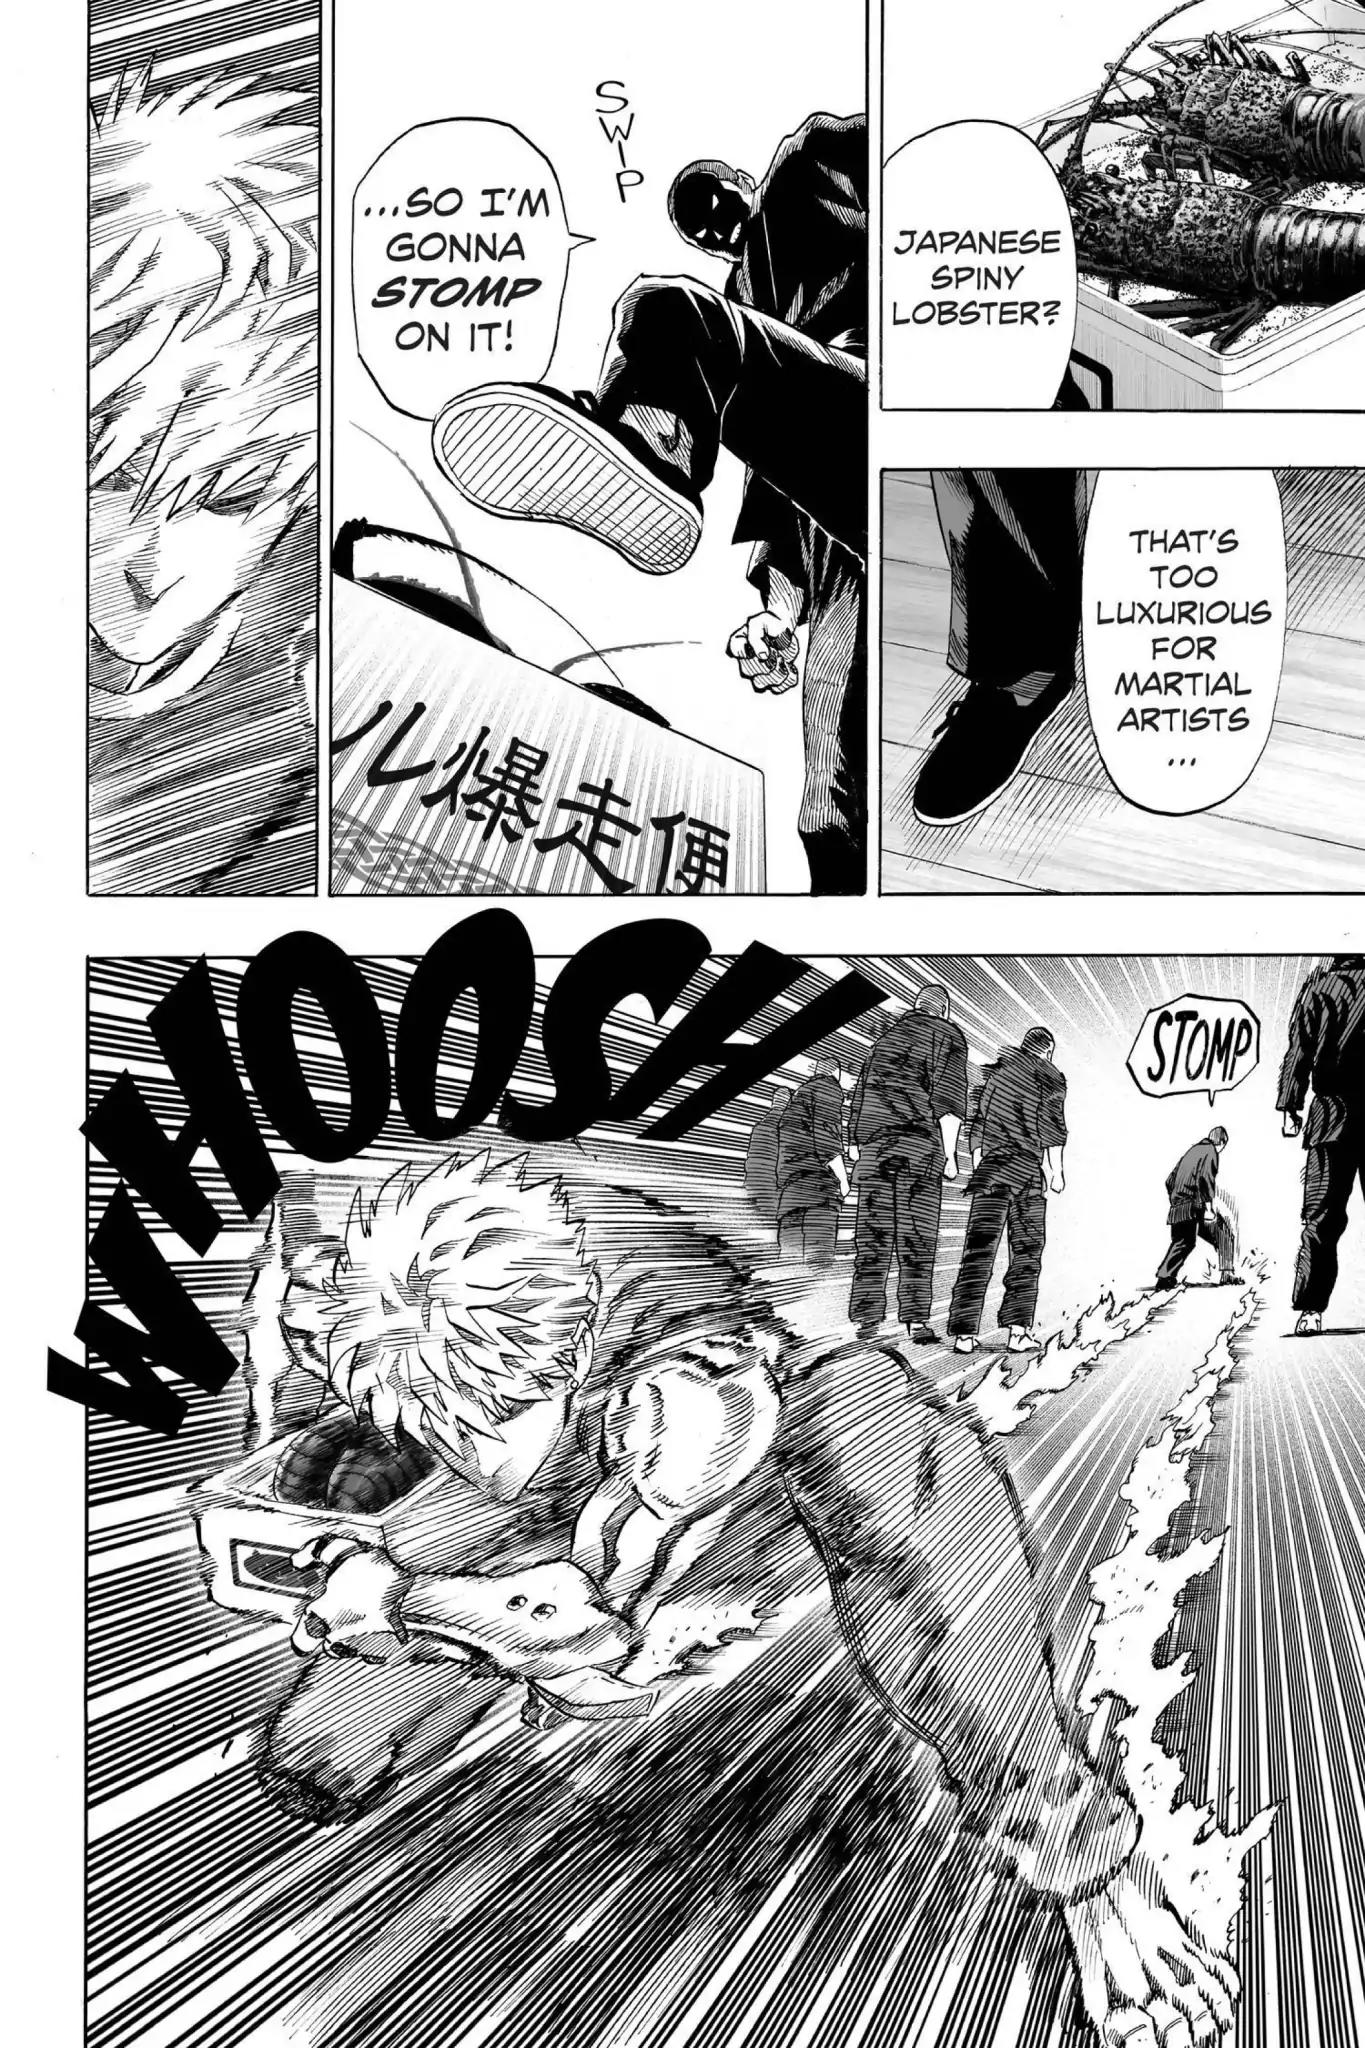 JAPANESE
SPINY
LOBSTER?
THAT'S
TOO
LUXURIOUS
FOR
MARTIAL
ARTISTS
...
SWIP
...SO I'M
GONNA
STOMP
ON IT!
ル爆走便
WHOOSH
STOMP